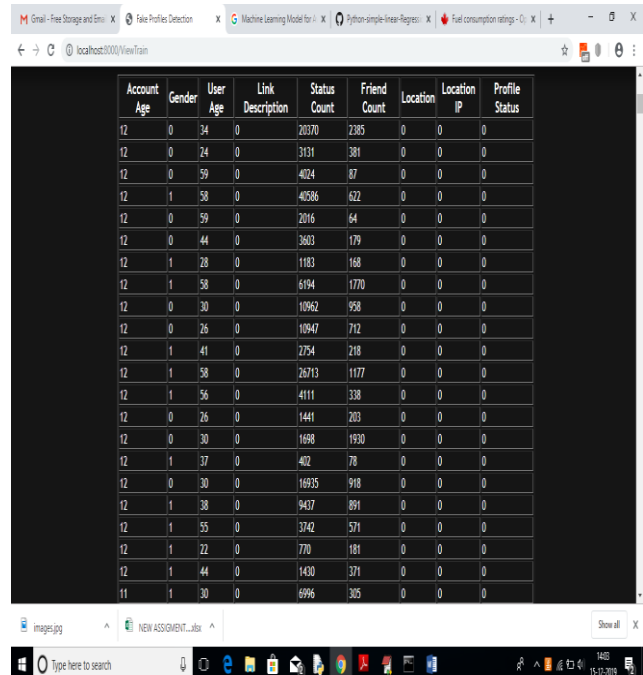 Gmail - Free Storage and Emai X Fake Profiles Detection X Machine Learning Model for A X Python-simple-linear-Regress X Fuel consumption ratings - Op X +
localhost:8000/ViewTrain
Account Age Gender User Age Link Description Status Count Friend Count Location Location IP Profile Status
12 0 34 0 20370 2385 0 0 0
12 0 24 0 3131 381 0 0 0
12 0 59 0 4024 87 0 0 0
12 1 58 0 40586 622 0 0 0
12 0 59 0 2016 64 0 0 0
12 0 44 0 3603 179 0 0 0
12 1 28 0 1183 168 0 0 0
12 1 58 0 6194 1770 0 0 0
12 0 30 0 10962 958 0 0 0
12 0 26 0 10947 712 0 0 0
12 1 41 0 2754 218 0 0 0
12 1 58 0 26713 1177 0 0 0
12 1 56 0 4111 338 0 0 0
12 0 26 0 1441 203 0 0 0
12 0 30 0 1698 1930 0 0 0
12 1 37 0 402 78 0 0 0
12 0 30 0 16935 918 0 0 0
12 1 38 0 9437 891 0 0 0
12 1 55 0 3742 571 0 0 0
12 1 22 0 770 181 0 0 0
12 1 44 0 1430 371 0 0 0
11 1 30 0 6996 305 0 0 0
images.jpg NEW ASSIGMENT....xlsx Show all X
Type here to search 14:03
15-12-2019